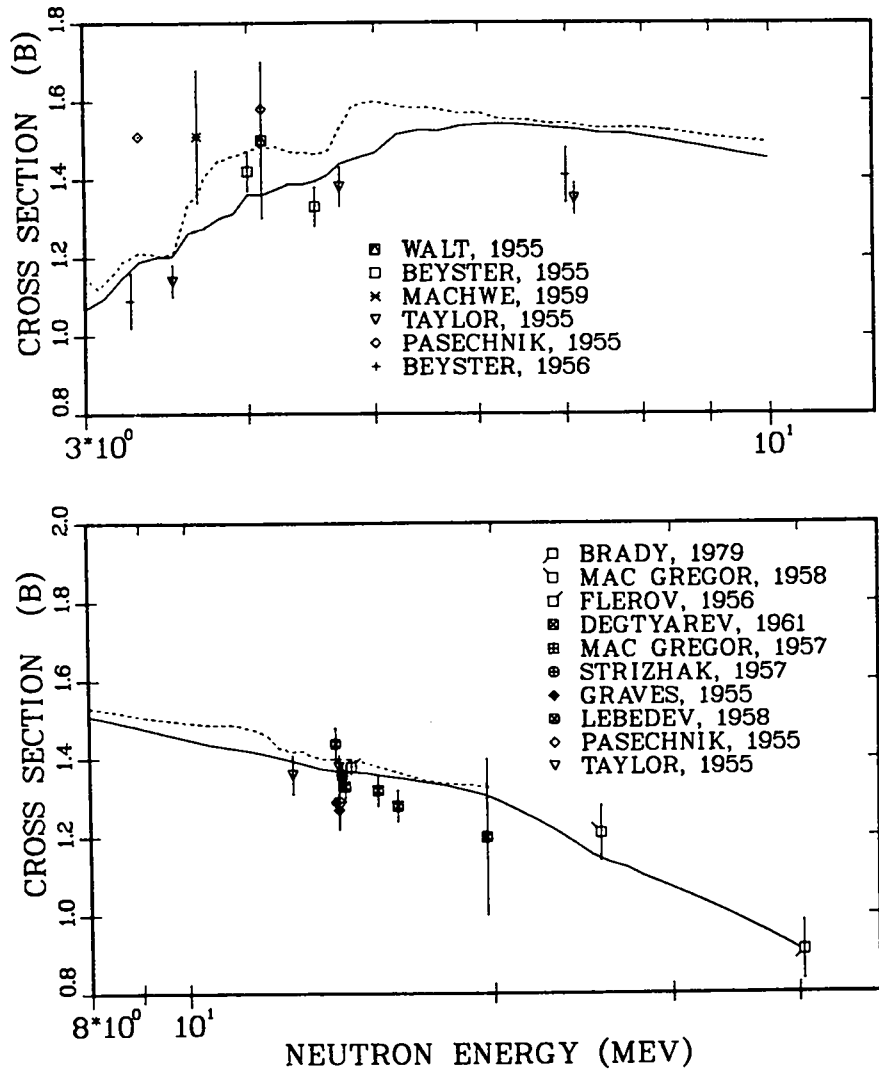 CROSS SECTION (B)
1.8
1.6
1.4
1.2
1.0
0.8
WALT, 1955
BEYSTER, 1955
MACHWE, 1959
TAYLOR, 1955
PASECHNIK, 1955
BEYSTER, 1956
3*10⁰
10¹
CROSS SECTION (B)
2.0
1.8
1.6
1.4
1.2
1.0
0.8
BRADY, 1979
MAC GREGOR, 1958
FLEROV, 1956
DEGTYAREV, 1961
MAC GREGOR, 1957
STRIZHAK, 1957
GRAVES, 1955
LEBEDEV, 1958
PASECHNIK, 1955
TAYLOR, 1955
8*10⁰
10¹
NEUTRON ENERGY (MEV)